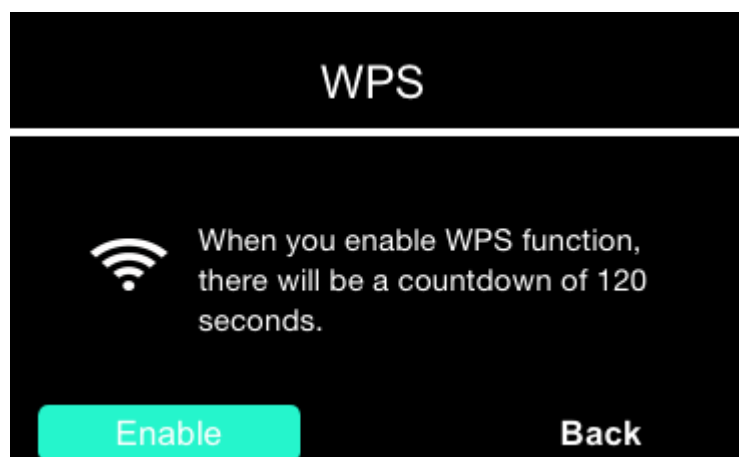 WPS
When you enable WPS function,
there will be a countdown of 120
seconds.
Enable
Back